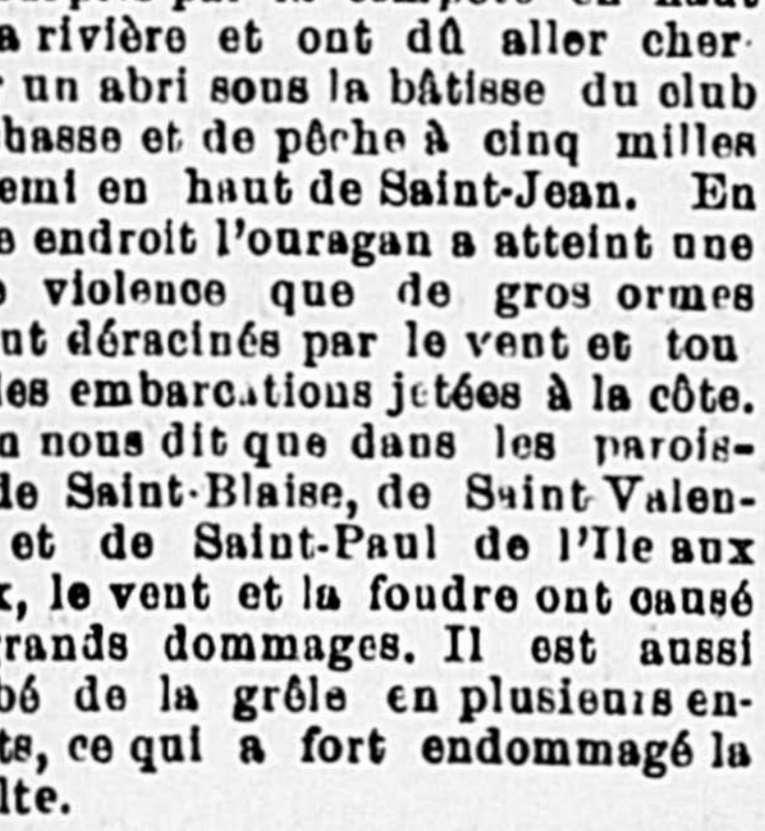 a rivière et ont dû aller cher-
un abri sous la bâtisse du club
hasse et de pêche à cinq milles
emi en haut de Saint-Jean. En
e endroit l'ouragan a atteint une
violence que de gros ormes
nt déracinés par le vent et tou
les embarcations jetées à la côte.
n nous dit que dans les parois-
de Saint-Blaise, de Saint Valen-
et de Saint-Paul de l'Ile aux
x, le vent et la foudre ont causé
grands dommages. Il est aussi
bé de la grêle en plusieurs en-
ts, ce qui a fort endommagé la
lte.